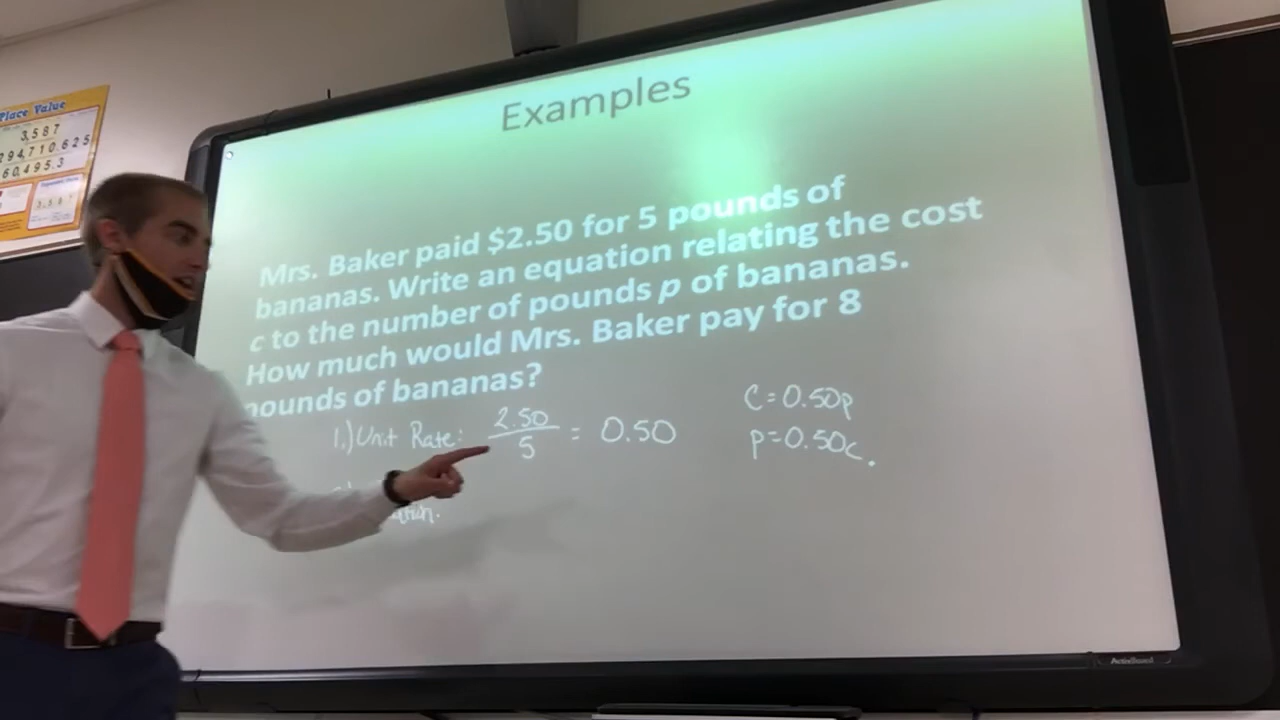 Place Value
3,587
294,710.625
60,495.3
Examples
Mrs. Baker paid $2.50 for 5 pounds of
bananas. Write an equation relating the cost
c to the number of pounds p of bananas.
How much would Mrs. Baker pay for 8
pounds of bananas?
1.) Unit Rate: 2.50/5 = 0.50
C=0.50p
p=0.50c.
ActivBoard